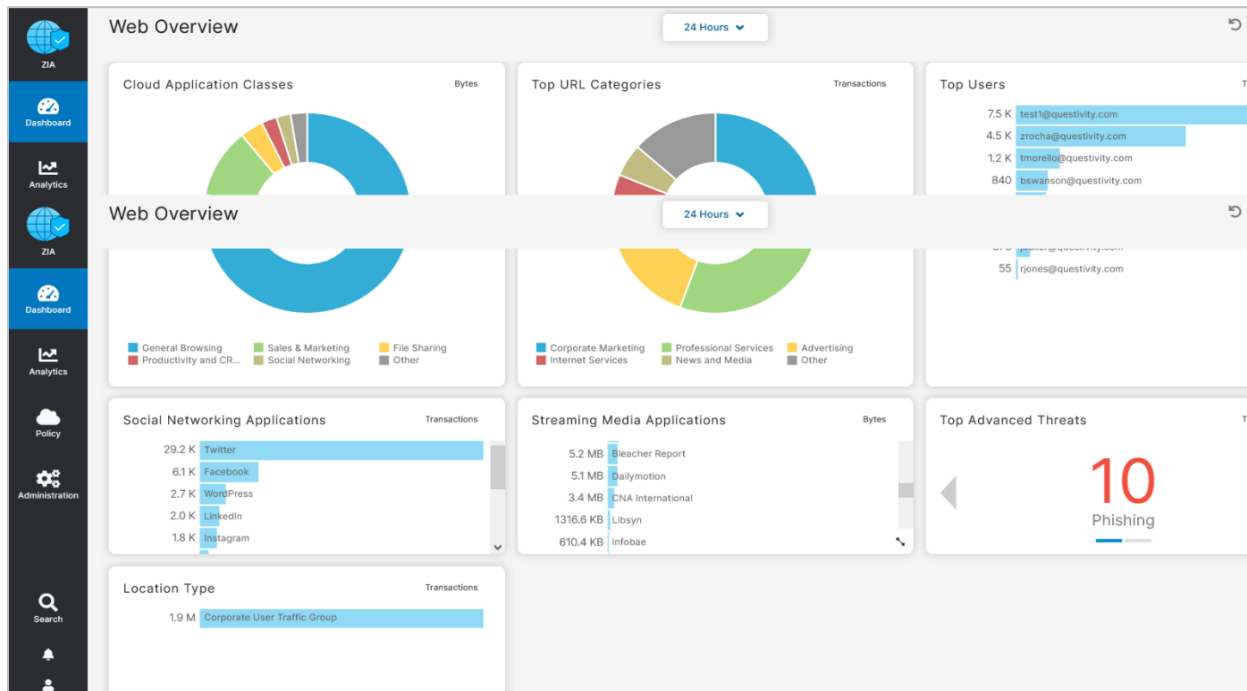 ZIA
Dashboard
Analytics
Web Overview
24 Hours
Cloud Application Classes
Bytes
Top URL Categories
Transactions
Top Users
T
7.5 K test1@questivity.com
4.5 K zrocha@questivity.com
1.2 K tmorello@questivity.com
840 bswanson@questivity.com
ZIA
Dashboard
Analytics
Policy
Administration
Search
Web Overview
24 Hours
55 rjones@questivity.com
General Browsing
Sales & Marketing
File Sharing
Productivity and CR...
Social Networking
Other
Corporate Marketing
Professional Services
Advertising
Internet Services
News and Media
Other
Social Networking Applications
Transactions
29.2 K Twitter
6.1 K Facebook
2.7 K WordPress
2.0 K LinkedIn
1.8 K Instagram
Streaming Media Applications
Bytes
5.2 MB Bleacher Report
5.1 MB Dailymotion
3.4 MB CNA International
1316.6 KB Libsyn
610.4 KB Infobae
Top Advanced Threats
T
10
Phishing
Location Type
Transactions
1.9 M Corporate User Traffic Group